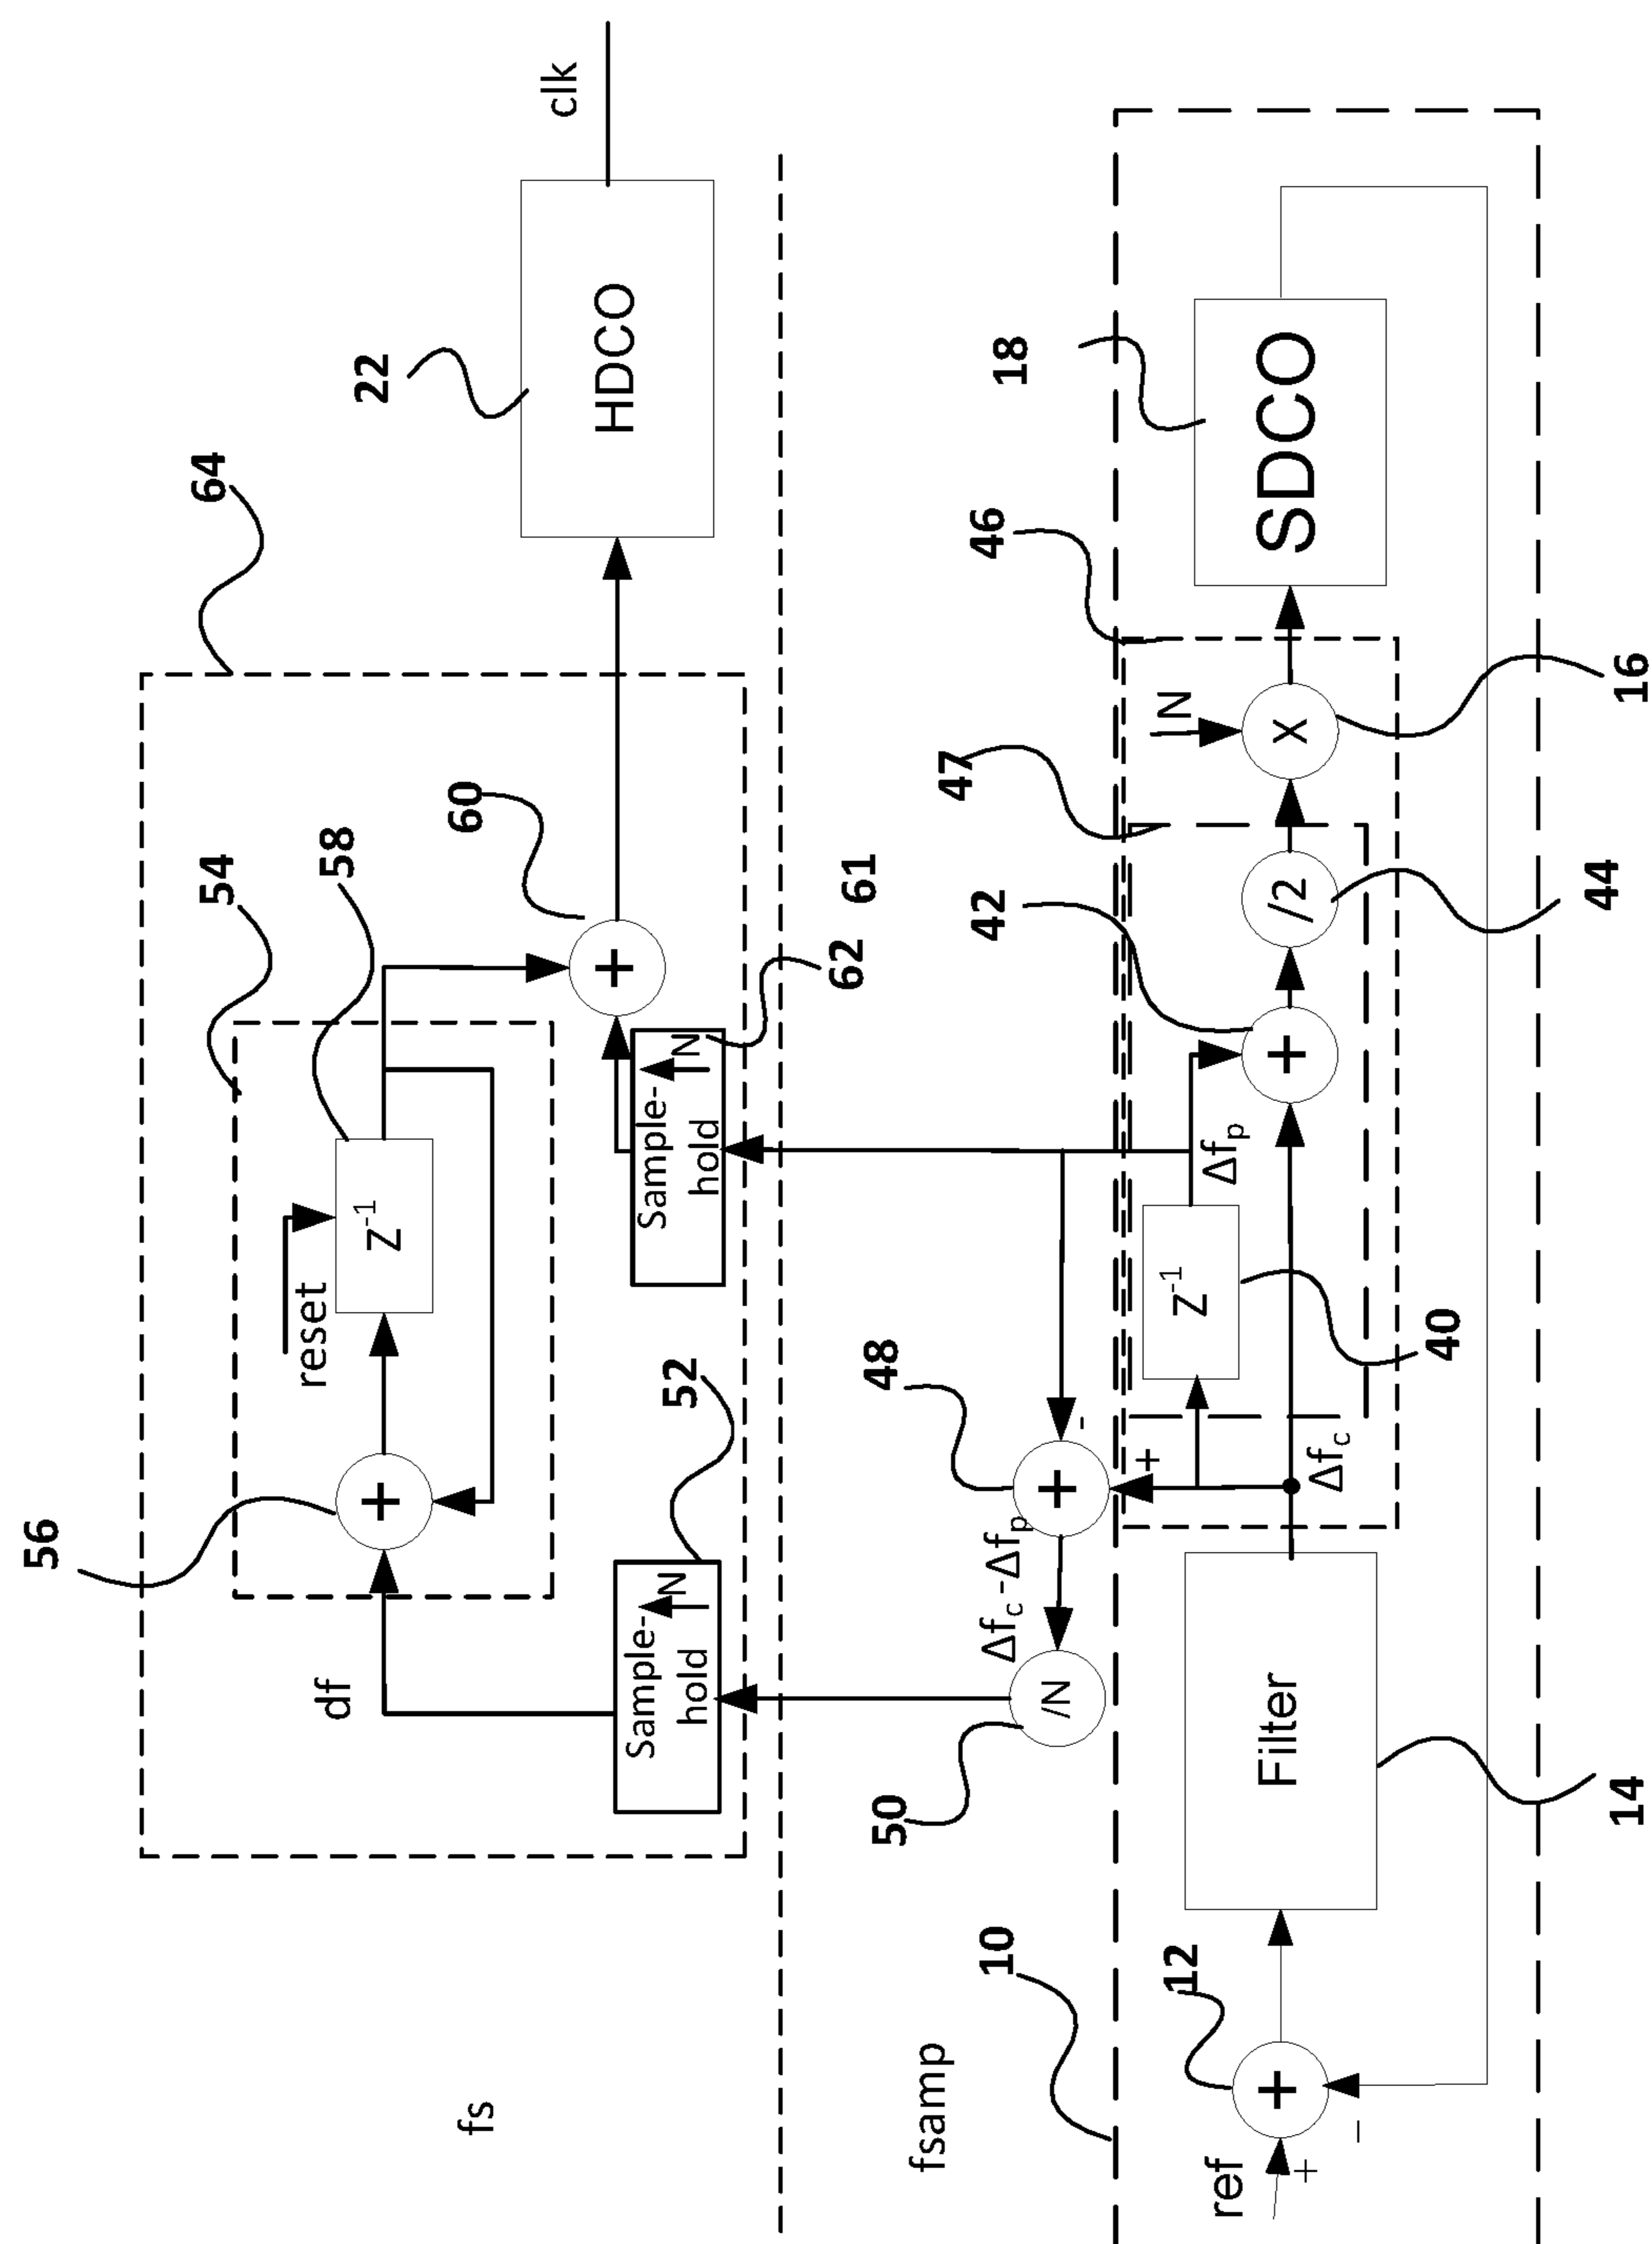 64
54
58
22
clk
56
reset
Z⁻¹
+
60
+
HDCO
df
52
Sample-
hold
N
Sample-
hold
N
62
61
fs
fsamp
50
/N
Δfc-Δfp
48
+
-
+
47
46
18
10
42
Z⁻¹
Δfp
N
12
ref
+
+
−
Filter
Δfc
+
/2
X
SDCO
14
40
44
16